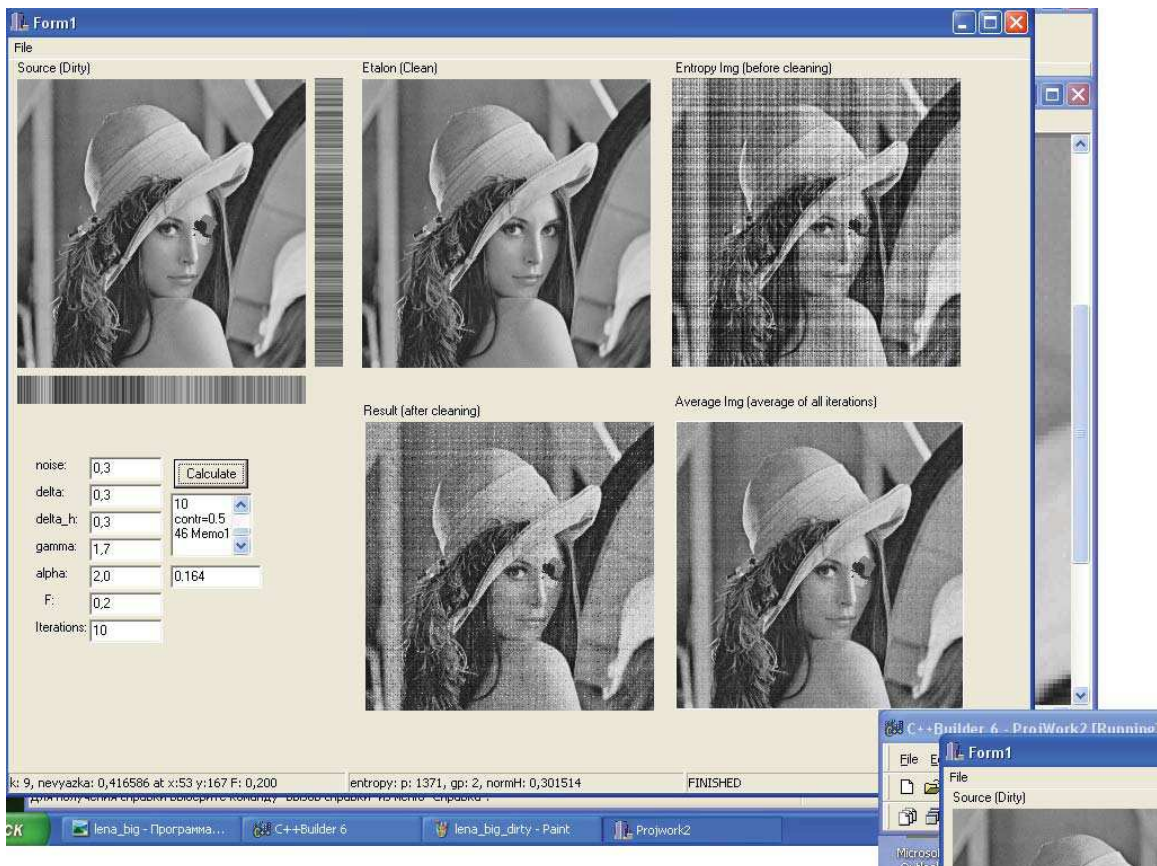 Form1
File
Source (Dirty)
Etalon (Clean)
Entropy Img (before cleaning)
Result (after cleaning)
Average Img (average of all iterations)
noise: 0,3
Calculate
delta: 0,3
10
contr=0.5
46 Memo1
delta_h: 0,3
gamma: 1,7
alpha: 2,0
0.164
F: 0,2
Iterations: 10
k: 9, nevyazka: 0,416586 at x:53 y:167 F: 0,200
entropy: p: 1371, gp: 2, normH: 0,301514
FINISHED
ск
lena_big - Программа...
C++Builder 6
lena_big_dirty - Paint
Projwork2
C++Builder 6 - ProjWork2 [Running]
File
Form1
File
Source (Dirty)